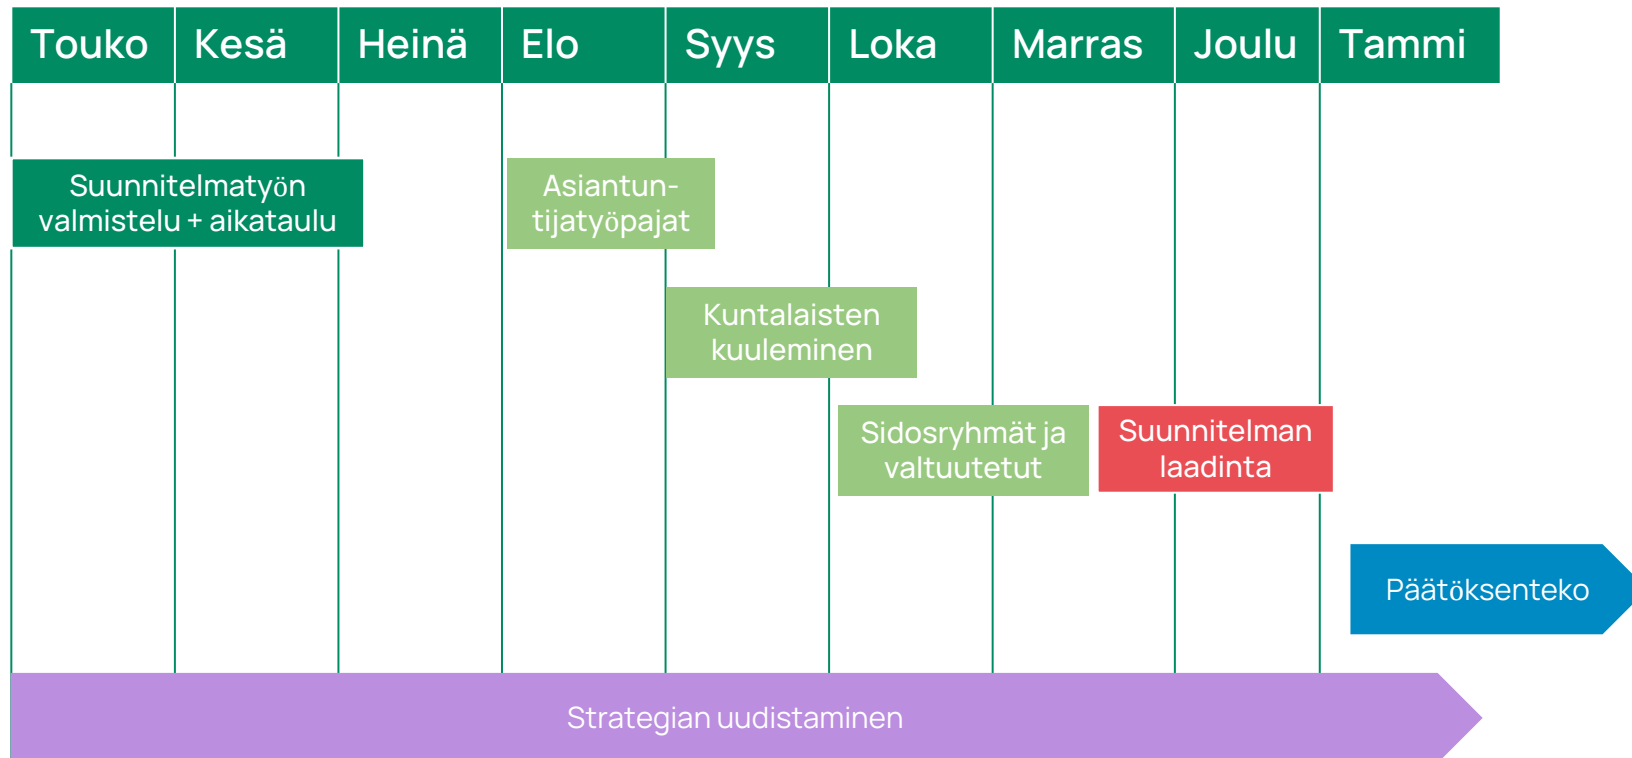 Touko Kesä Heinä Elo Syys Loka Marras Joulu Tammi
Suunnitelmatyön
valmistelu + aikataulu
Asiantun-
tijatyöpajat
Kuntalaisten
kuuleminen
Sidosryhmät ja
valtuutetut
Suunnitelman
laadinta
Päätöksenteko
Strategian uudistaminen